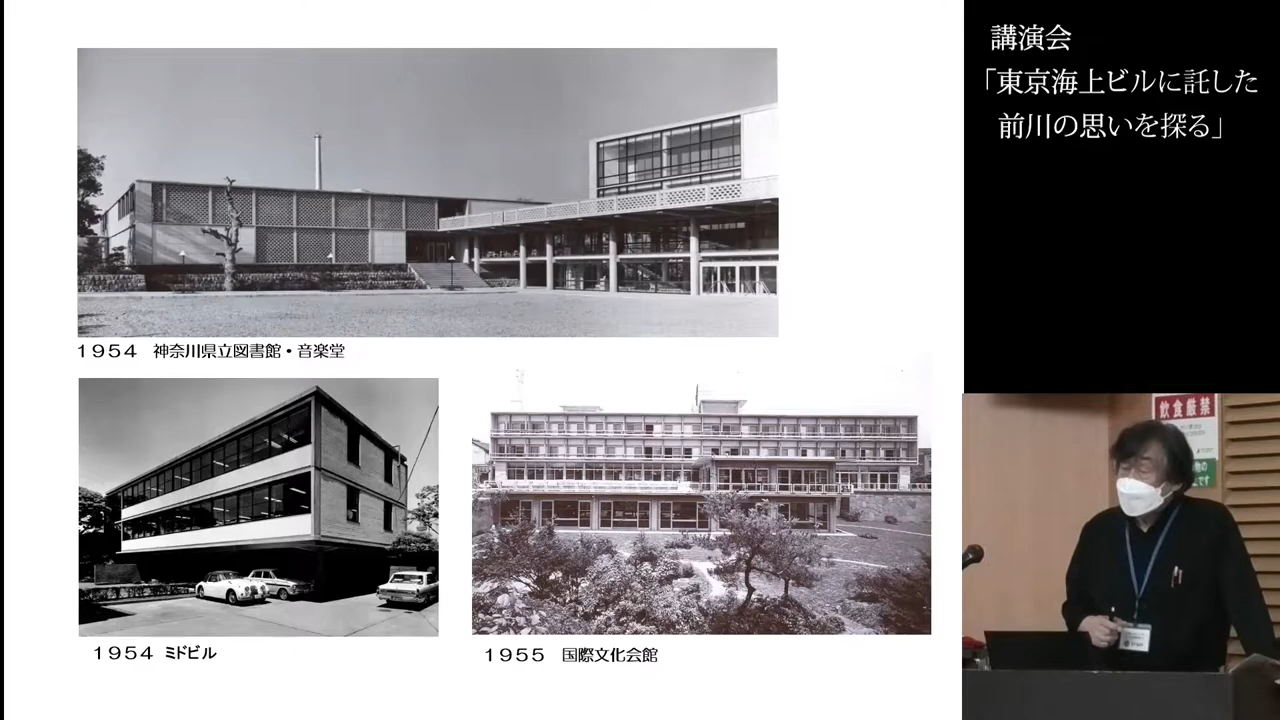 講演会
「東京海上ビルに託した
前川の思いを探る」
1954 神奈川県立図書館・音楽堂
1954 ミドビル
1955 国際文化会館
飲食厳禁